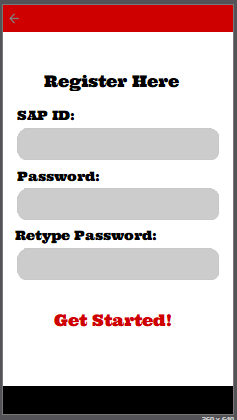 Register Here
SAP ID:
Password:
Retype Password:
Get Started!